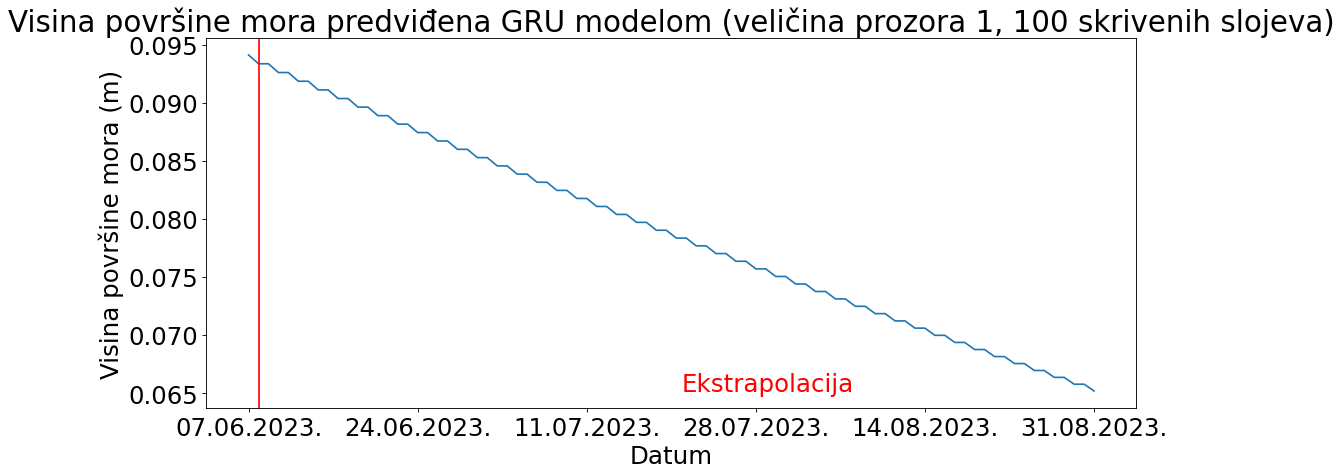 Visina površine mora predviđena GRU modelom (veličina prozora 1, 100 skrivenih slojeva)
Visina površine mora (m)
0.095
0.090
0.085
0.080
0.075
0.070
0.065
Ekstrapolacija
07.06.2023. 24.06.2023. 11.07.2023. 28.07.2023. 14.08.2023. 31.08.2023.
Datum